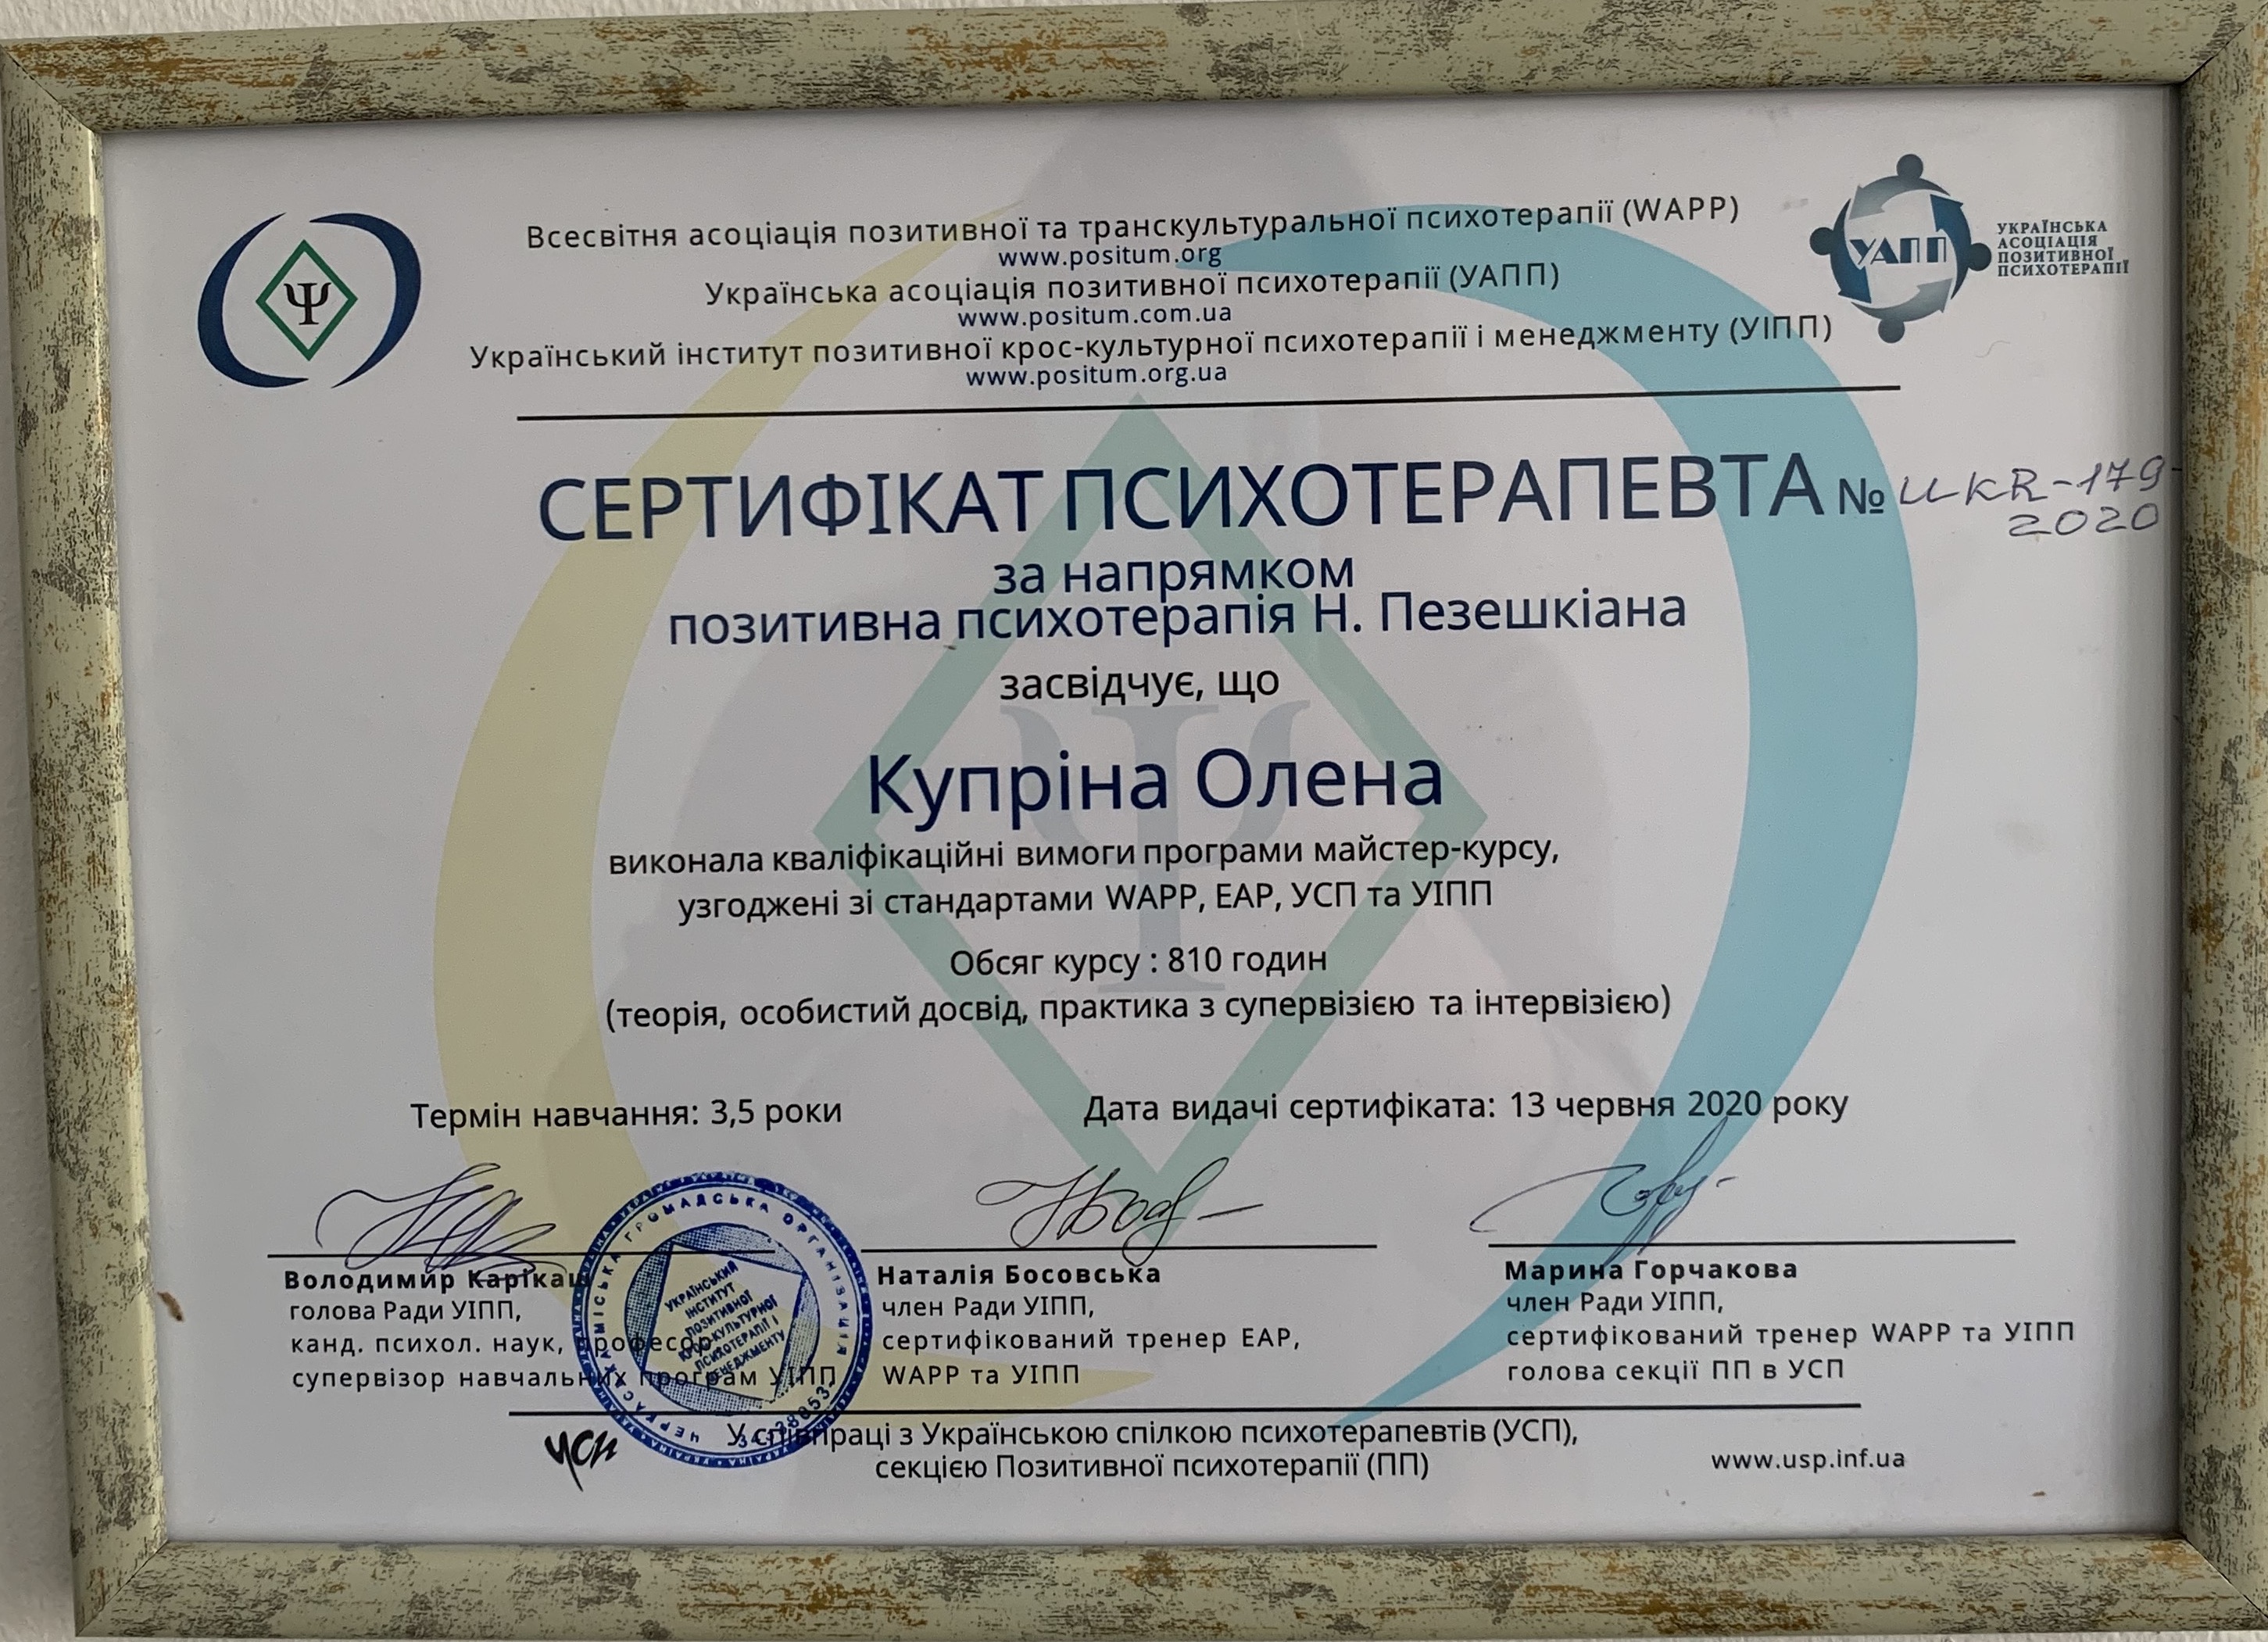 Всесвітня асоціація позитивної та транскультуральної психотерапії (WAPP)
www.positum.org
Українська асоціація позитивної психотерапії (УАПП)
www.positum.com.ua
Український інститут позитивної крос-культурної психотерапії і менеджменту (УІПП)
www.positum.org.ua
Ψ
УАПП
УКРАЇНСЬКА
АСОЦІАЦІЯ
ПОЗИТИВНОЇ
ПСИХОТЕРАПІЇ
СЕРТИФІКАТ ПСИХОТЕРАПЕВТА № UKR-179-
2020
за напрямком
позитивна психотерапія Н. Пезешкіана
засвідчує, що
Купріна Олена
виконала кваліфікаційні вимоги програми майстер-курсу,
узгоджені зі стандартами WAPP, EAP, УСП та УІПП
Обсяг курсу : 810 годин
(теорія, особистий досвід, практика з супервізією та інтервізією)
Термін навчання: 3,5 роки
Дата видачі сертифіката: 13 червня 2020 року
Володимир Карікаш
голова Ради УІПП,
канд. психол. наук, професор,
супервізор навчальних програм УІПП
ЧЕРКАСЬКА МІСЬКА ГРОМАДСЬКА ОРГАНІЗАЦІЯ
УКРАЇНСЬКИЙ
ІНСТИТУТ
ПОЗИТИВНОЇ
КРОС-КУЛЬТУРНОЇ
ПСИХОТЕРАПІЇ І
МЕНЕДЖМЕНТУ
Наталія Босовська
член Ради УІПП,
сертифікований тренер EAP,
WAPP та УІПП
Марина Горчакова
член Ради УІПП,
сертифікований тренер WAPP та УІПП
голова секції ПП в УСП
УСП
У співпраці з Українською спілкою психотерапевтів (УСП),
секцією Позитивної психотерапії (ПП)
www.usp.inf.ua